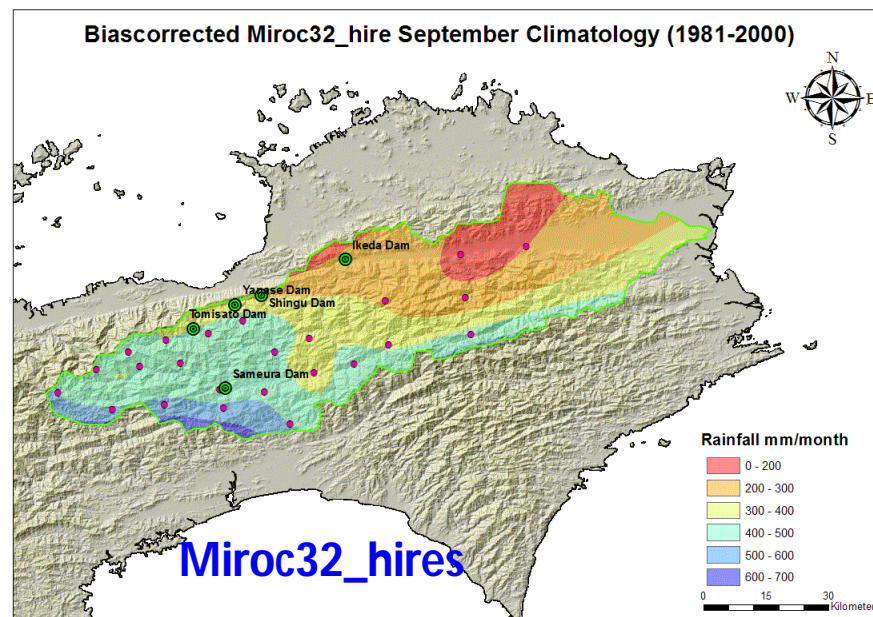 Biascorrected Miroc32_hire September Climatology (1981-2000)
N
W E
S
Ikeda Dam
Yanase Dam
Shingu Dam
Tomisato Dam
Sameura Dam
Rainfall mm/month
0 - 200
200 - 300
300 - 400
400 - 500
500 - 600
600 - 700
Miroc32_hires
0 15 30
Kilometer